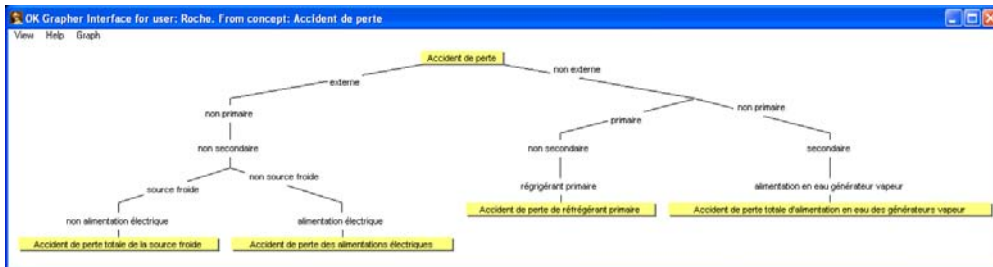 OK Grapher Interface for user: Roche. From concept: Accident de perte
View Help Graph
Accident de perte
externe
non externe
non primaire
primaire
non primaire
non secondaire
non secondaire
secondaire
source froide
non source froide
régrigérant primaire
alimentation en eau générateur vapeur
non alimentation électrique
alimentation électrique
Accident de perte de réfrégérant primaire
Accident de perte totale d'alimentation en eau des générateurs vapeur
Accident de perte totale de la source froide
Accident de perte des alimentations électriques